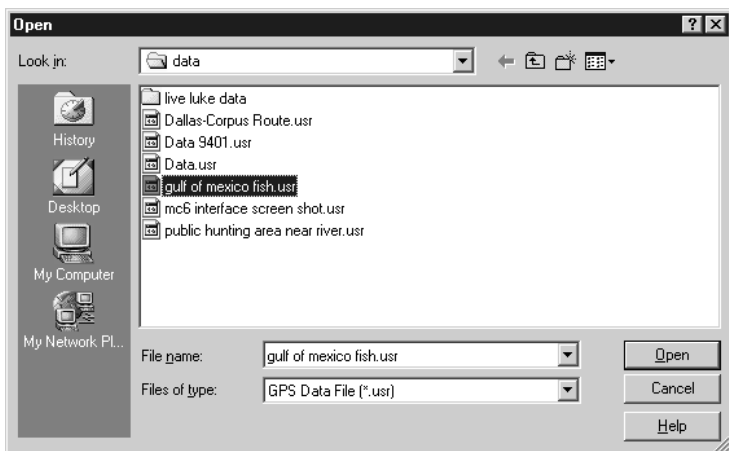 Open
Look in:
data
History
Desktop
My Computer
My Network Pl...
live luke data
Dallas-Corpus Route.usr
Data 9401.usr
Data.usr
gulf of mexico fish.usr
mc6 interface screen shot.usr
public hunting area near river.usr
File name:
gulf of mexico fish.usr
Open
Files of type:
GPS Data File (*.usr)
Cancel
Help